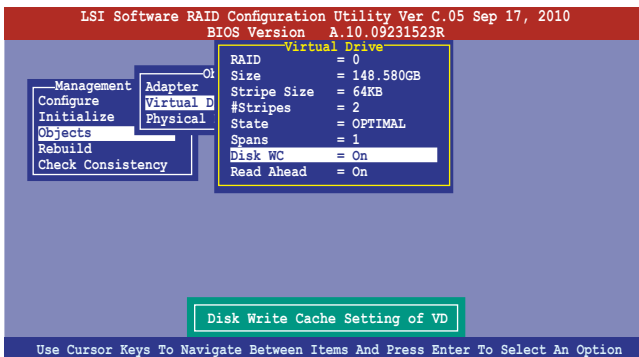 LSI Software RAID Configuration Utility Ver C.05 Sep 17, 2010
BIOS Version A.10.09231523R
Management
Configure
Initialize
Objects
Rebuild
Check Consistency
Adapter
Virtual
Physical
Virtual Drive
RAID = 0
Size = 148.580GB
Stripe Size = 64KB
#Stripes = 2
State = OPTIMAL
Spans = 1
Disk WC = On
Read Ahead = On
Disk Write Cache Setting of VD
Use Cursor Keys To Navigate Between Items And Press Enter To Select An Option